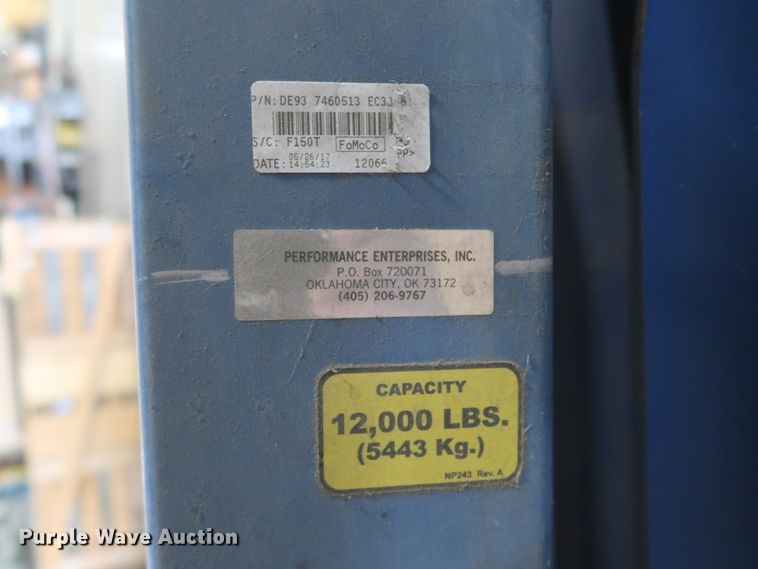 P/N: DE93 7460513 EC3J
S/C: F150T FoMoCo
05/26/17
DATE: 14:54:23 12066
PERFORMANCE ENTERPRISES, INC.
P.O. Box 720071
OKLAHOMA CITY, OK 73172
(405) 206-9767
CAPACITY
12,000 LBS.
(5443 Kg.)
NP243 Rev. A
Purple Wave Auction